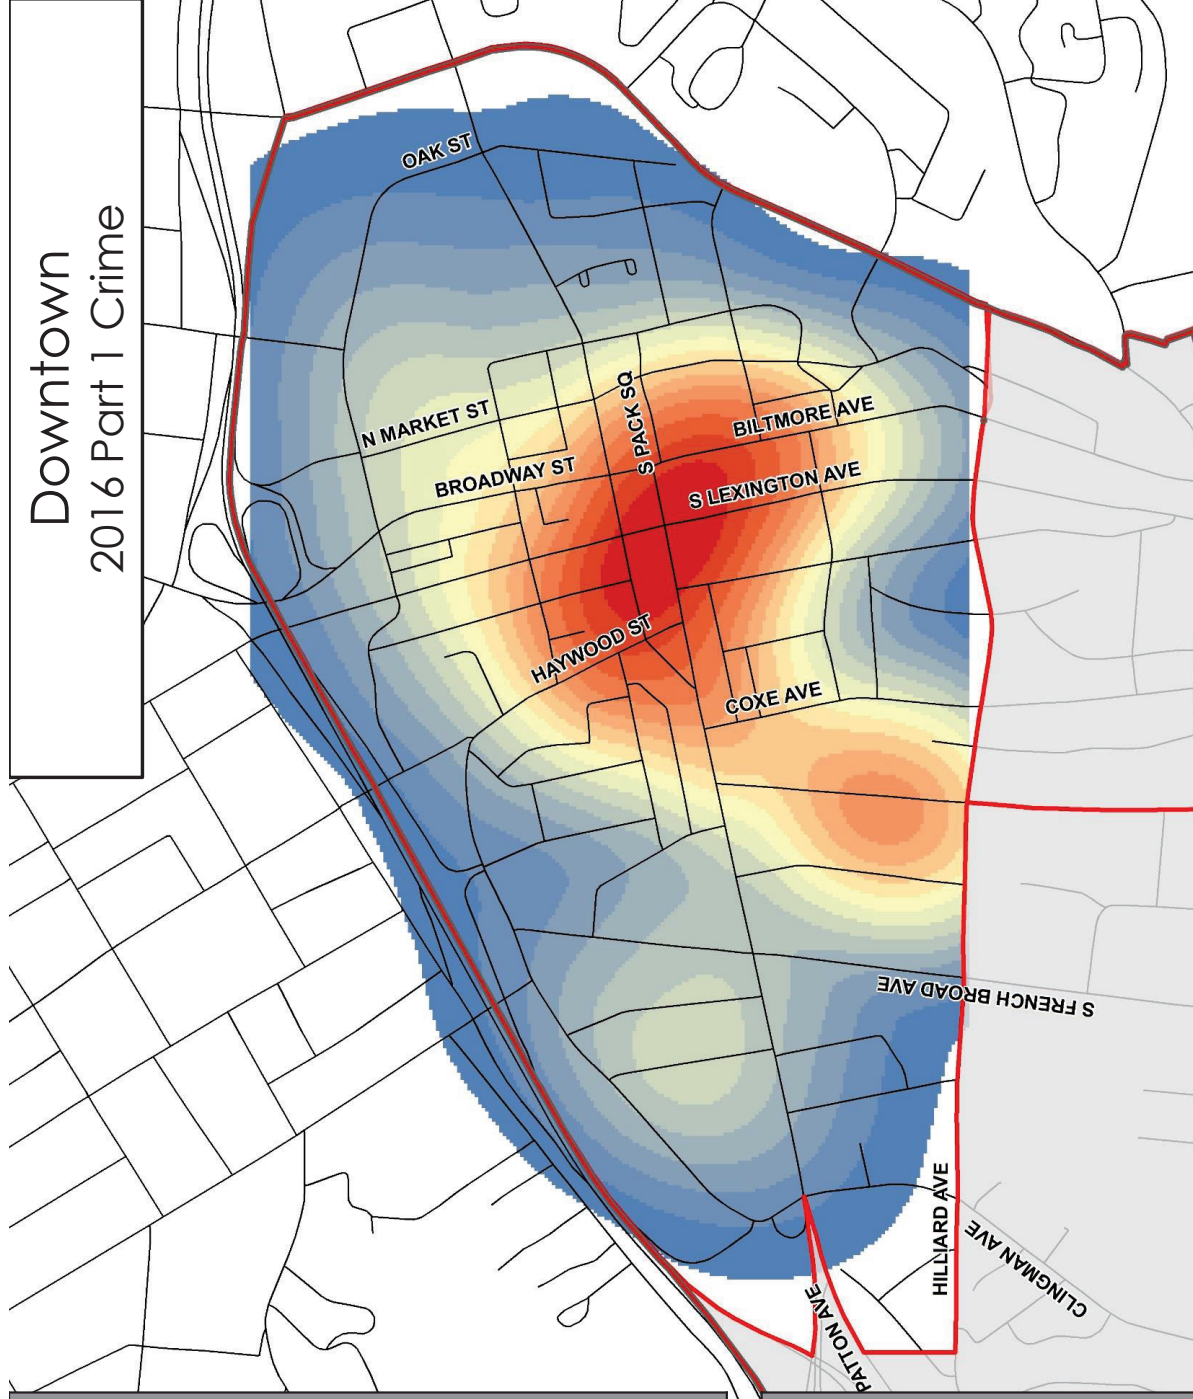 Downtown
2016 Part 1 Crime
OAK ST
N MARKET ST
S PACK SQ
BILTMORE AVE
BROADWAY ST
S LEXINGTON AVE
HAYWOOD ST
COXE AVE
S FRENCH BROAD AVE
HILLIARD AVE
CLINGMAN AVE
PATTON AVE